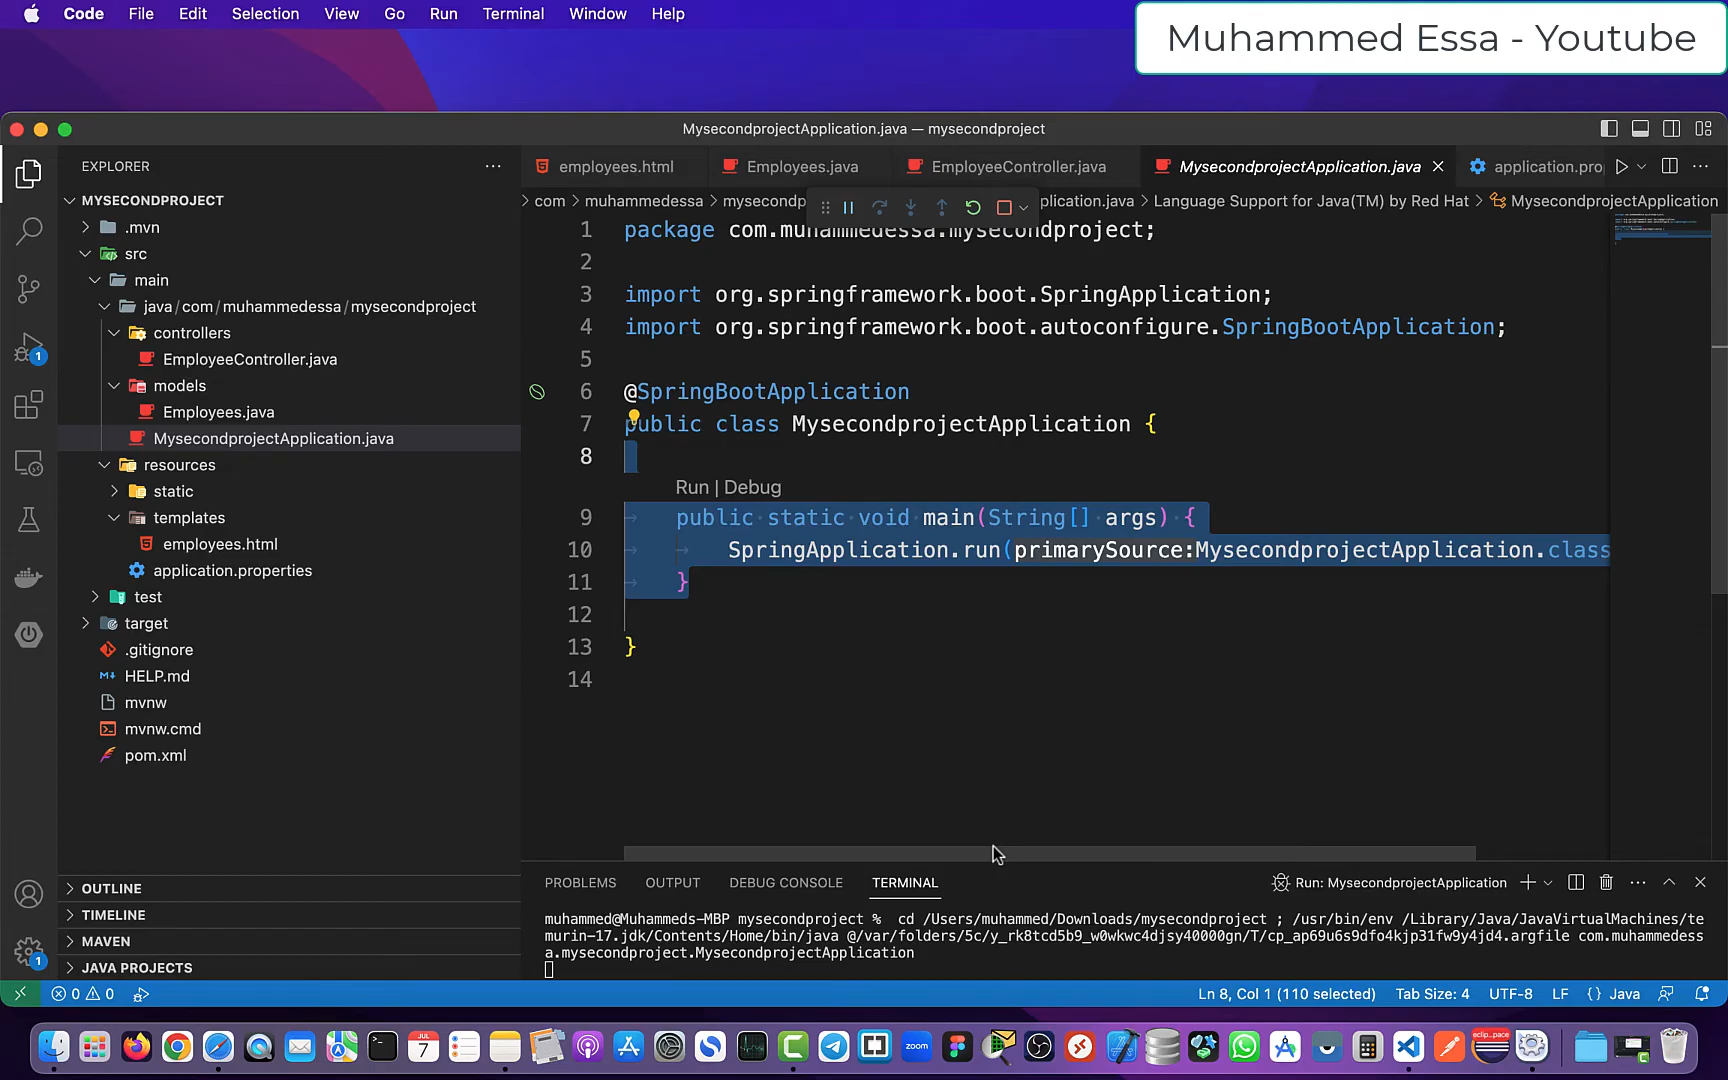 Code File Edit Selection View Go Run Terminal Window Help
Muhammed Essa - Youtube
MysecondprojectApplication.java — mysecondproject
EXPLORER
employees.html Employees.java EmployeeController.java MysecondprojectApplication.java application.pro
com muhammedessa mysecondp plication.java Language Support for Java(TM) by Red Hat MysecondprojectApplication
MYSECONDPROJECT
.mvn
src
main
java/com/muhammedessa/mysecondproject
controllers
EmployeeController.java
models
Employees.java
MysecondprojectApplication.java
resources
static
templates
employees.html
application.properties
test
target
.gitignore
HELP.md
mvnw
mvnw.cmd
pom.xml
OUTLINE
TIMELINE
MAVEN
JAVA PROJECTS
1
1
1 package com.muhammedessa.mysecondproject;
2
3 import org.springframework.boot.SpringApplication;
4 import org.springframework.boot.autoconfigure.SpringBootApplication;
5
6 @SpringBootApplication
7 public class MysecondprojectApplication {
8
Run | Debug
9 public static void main(String[] args) {
10 SpringApplication.run(primarySource:MysecondprojectApplication.class
11 }
12
13 }
14
PROBLEMS OUTPUT DEBUG CONSOLE TERMINAL Run: MysecondprojectApplication
muhammed@Muhammeds-MBP mysecondproject % cd /Users/muhammed/Downloads/mysecondproject ; /usr/bin/env /Library/Java/JavaVirtualMachines/te
murin-17.jdk/Contents/Home/bin/java @/var/folders/5c/y_rk8tcd5b9_w0wkwc4djsy40000gn/T/cp_ap69u6s9dfo4kjp31fw9y4jd4.argfile com.muhammedess
a.mysecondproject.MysecondprojectApplication
0 0 Ln 8, Col 1 (110 selected) Tab Size: 4 UTF-8 LF {} Java
JUL
7
zoom